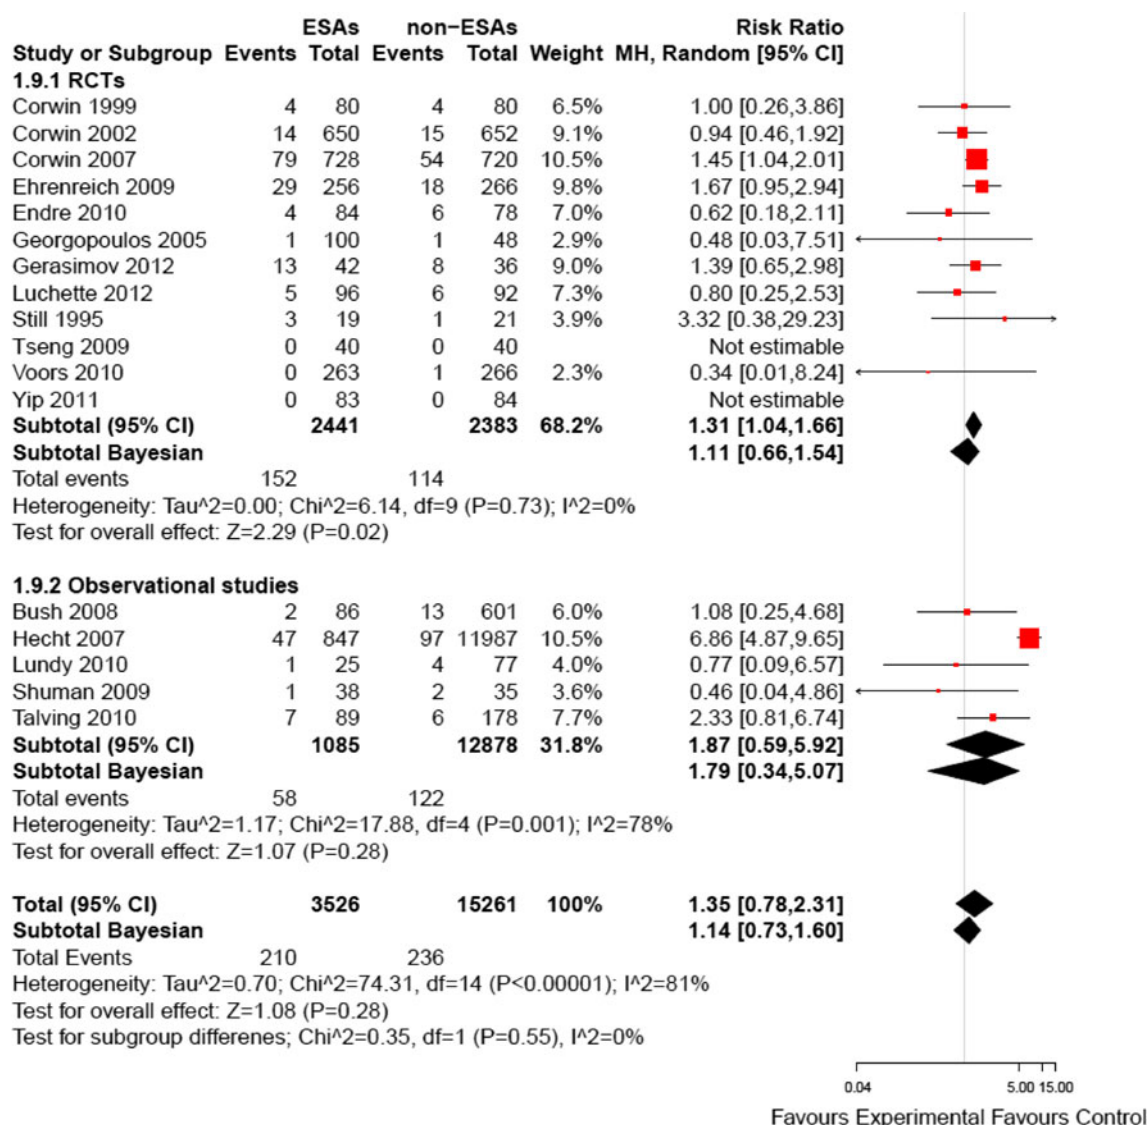 ESAs non−ESAs Risk Ratio
Study or Subgroup Events Total Events Total Weight MH, Random [95% CI]
1.9.1 RCTs
Corwin 1999 4 80 4 80 6.5% 1.00 [0.26,3.86]
Corwin 2002 14 650 15 652 9.1% 0.94 [0.46,1.92]
Corwin 2007 79 728 54 720 10.5% 1.45 [1.04,2.01]
Ehrenreich 2009 29 256 18 266 9.8% 1.67 [0.95,2.94]
Endre 2010 4 84 6 78 7.0% 0.62 [0.18,2.11]
Georgopoulos 2005 1 100 1 48 2.9% 0.48 [0.03,7.51]
Gerasimov 2012 13 42 8 36 9.0% 1.39 [0.65,2.98]
Luchette 2012 5 96 6 92 7.3% 0.80 [0.25,2.53]
Still 1995 3 19 1 21 3.9% 3.32 [0.38,29.23]
Tseng 2009 0 40 0 40 Not estimable
Voors 2010 0 263 1 266 2.3% 0.34 [0.01,8.24]
Yip 2011 0 83 0 84 Not estimable
Subtotal (95% CI) 2441 2383 68.2% 1.31 [1.04,1.66]
Subtotal Bayesian 1.11 [0.66,1.54]
Total events 152 114
Heterogeneity: Tau^2=0.00; Chi^2=6.14, df=9 (P=0.73); I^2=0%
Test for overall effect: Z=2.29 (P=0.02)
1.9.2 Observational studies
Bush 2008 2 86 13 601 6.0% 1.08 [0.25,4.68]
Hecht 2007 47 847 97 11987 10.5% 6.86 [4.87,9.65]
Lundy 2010 1 25 4 77 4.0% 0.77 [0.09,6.57]
Shuman 2009 1 38 2 35 3.6% 0.46 [0.04,4.86]
Talving 2010 7 89 6 178 7.7% 2.33 [0.81,6.74]
Subtotal (95% CI) 1085 12878 31.8% 1.87 [0.59,5.92]
Subtotal Bayesian 1.79 [0.34,5.07]
Total events 58 122
Heterogeneity: Tau^2=1.17; Chi^2=17.88, df=4 (P=0.001); I^2=78%
Test for overall effect: Z=1.07 (P=0.28)
Total (95% CI) 3526 15261 100% 1.35 [0.78,2.31]
Subtotal Bayesian 1.14 [0.73,1.60]
Total Events 210 236
Heterogeneity: Tau^2=0.70; Chi^2=74.31, df=14 (P<0.00001); I^2=81%
Test for overall effect: Z=1.08 (P=0.28)
Test for subgroup differenes; Chi^2=0.35, df=1 (P=0.55), I^2=0%
0.04 5.00 15.00
Favours Experimental Favours Control